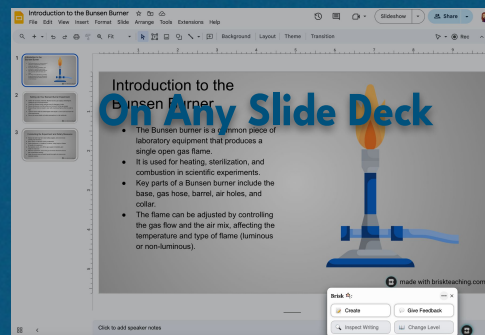 Introduction to the Bunsen Burner
File Edit View Insert Format Slide Arrange Tools Extensions Help
Slideshow
Share
Fit
Background Layout Theme Transition
Rec
1
2
3
Introduction to the
Bunsen Burner
On Any Slide Deck
● The Bunsen burner is a common piece of
laboratory equipment that produces a
single open gas flame.
● It is used for heating, sterilization, and
combustion in scientific experiments.
● Key parts of a Bunsen burner include the
base, gas hose, barrel, air holes, and
collar.
● The flame can be adjusted by controlling
the gas flow and the air mix, affecting the
temperature and type of flame (luminous
or non-luminous).
made with briskteaching.com
Brisk
Create
Give Feedback
Inspect Writing
Change Level
Click to add speaker notes